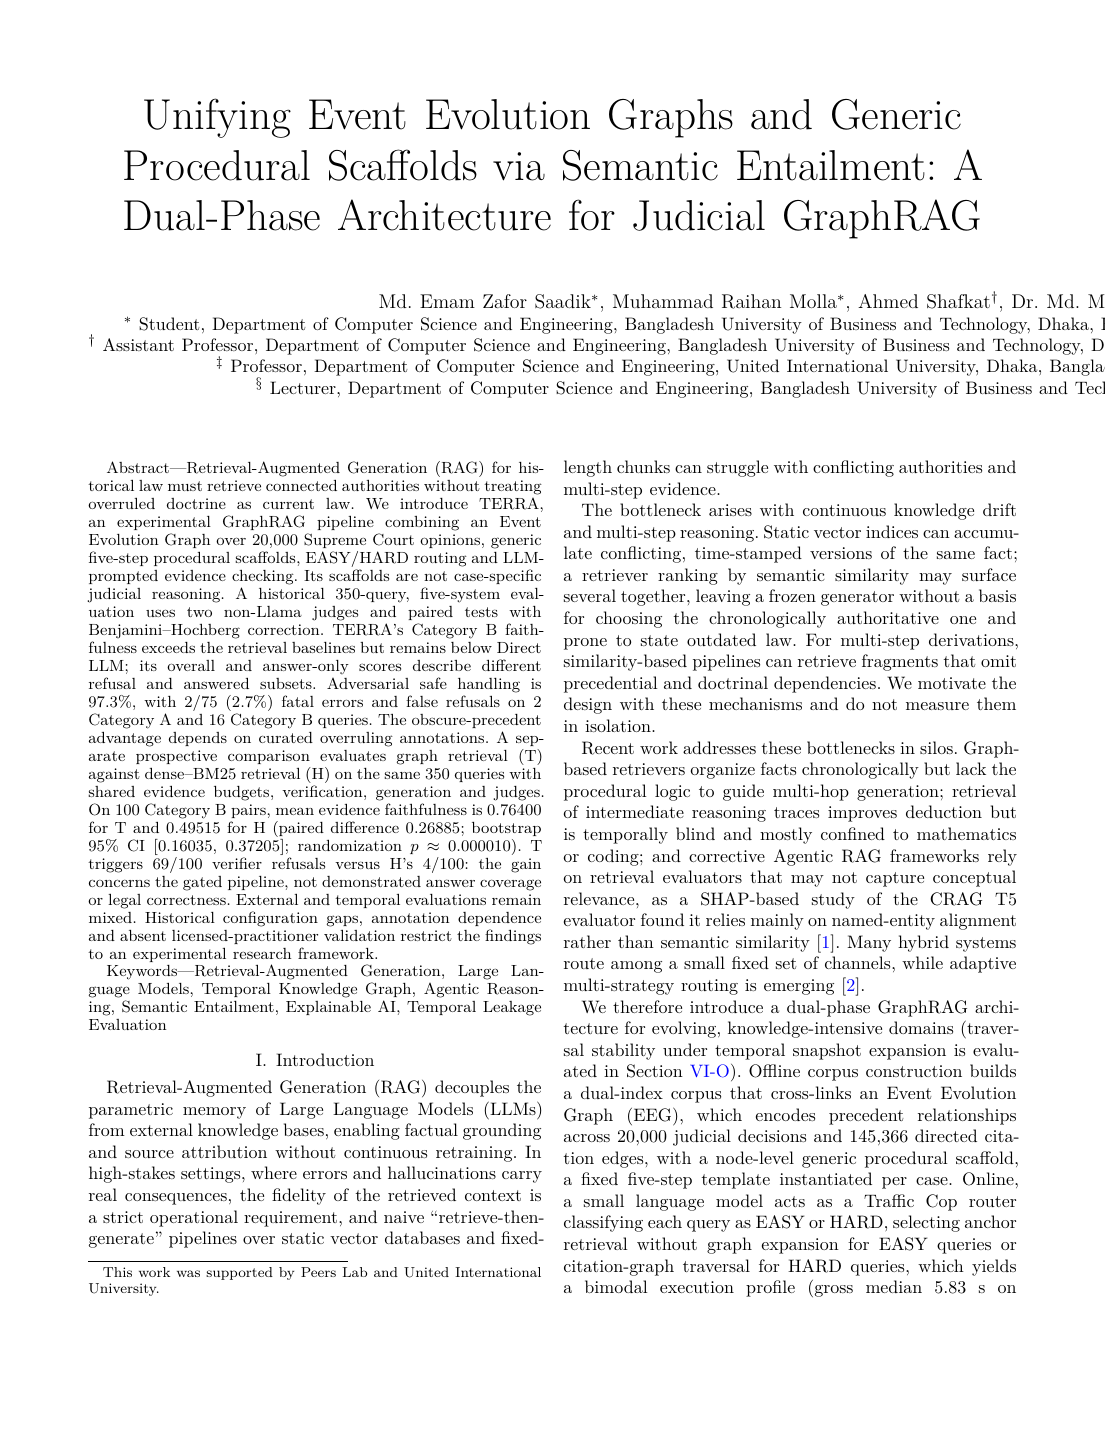 Unifying Event Evolution Graphs and Generic
Procedural Scaffolds via Semantic Entailment: A
Dual-Phase Architecture for Judicial GraphRAG
Md. Emam Zafor Saadik*, Muhammad Raihan Molla*, Ahmed Shafkat†, Dr. Md. M
* Student, Department of Computer Science and Engineering, Bangladesh University of Business and Technology, Dhaka,
† Assistant Professor, Department of Computer Science and Engineering, Bangladesh University of Business and Technology, D
‡ Professor, Department of Computer Science and Engineering, United International University, Dhaka, Bangla
§ Lecturer, Department of Computer Science and Engineering, Bangladesh University of Business and Tec
Abstract—Retrieval-Augmented Generation (RAG) for his-
torical law must retrieve connected authorities without treating
overruled doctrine as current law. We introduce TERRA,
an experimental GraphRAG pipeline combining an Event
Evolution Graph over 20,000 Supreme Court opinions, generic
five-step procedural scaffolds, EASY/HARD routing and LLM-
prompted evidence checking. Its scaffolds are not case-specific
judicial reasoning. A historical 350-query, five-system eval-
uation uses two non-Llama judges and paired tests with
Benjamini–Hochberg correction. TERRA's Category B faith-
fulness exceeds the retrieval baselines but remains below Direct
LLM; its overall and answer-only scores describe different
refusal and answered subsets. Adversarial safe handling is
97.3%, with 2/75 (2.7%) fatal errors and false refusals on 2
Category A and 16 Category B queries. The obscure-precedent
advantage depends on curated overruling annotations. A sep-
arate prospective comparison evaluates graph retrieval (T)
against dense–BM25 retrieval (H) on the same 350 queries with
shared evidence budgets, verification, generation and judges.
On 100 Category B pairs, mean evidence faithfulness is 0.76400
for T and 0.49515 for H (paired difference 0.26885; bootstrap
95% CI [0.16035, 0.37205]; randomization p ≈ 0.000010). T
triggers 69/100 verifier refusals versus H's 4/100: the gain
concerns the gated pipeline, not demonstrated answer coverage
or legal correctness. External and temporal evaluations remain
mixed. Historical configuration gaps, annotation dependence
and absent licensed-practitioner validation restrict the findings
to an experimental research framework.
Keywords—Retrieval-Augmented Generation, Large Lan-
guage Models, Temporal Knowledge Graph, Agentic Reason-
ing, Semantic Entailment, Explainable AI, Temporal Leakage
Evaluation
I. Introduction
Retrieval-Augmented Generation (RAG) decouples the
parametric memory of Large Language Models (LLMs)
from external knowledge bases, enabling factual grounding
and source attribution without continuous retraining. In
high-stakes settings, where errors and hallucinations carry
real consequences, the fidelity of the retrieved context is
a strict operational requirement, and naive “retrieve-then-
generate” pipelines over static vector databases and fixed-
This work was supported by Peers Lab and United International
University.
length chunks can struggle with conflicting authorities and
multi-step evidence.
The bottleneck arises with continuous knowledge drift
and multi-step reasoning. Static vector indices can accumu-
late conflicting, time-stamped versions of the same fact;
a retriever ranking by semantic similarity may surface
several together, leaving a frozen generator without a basis
for choosing the chronologically authoritative one and
prone to state outdated law. For multi-step derivations,
similarity-based pipelines can retrieve fragments that omit
precedential and doctrinal dependencies. We motivate the
design with these mechanisms and do not measure them
in isolation.
Recent work addresses these bottlenecks in silos. Graph-
based retrievers organize facts chronologically but lack the
procedural logic to guide multi-hop generation; retrieval
of intermediate reasoning traces improves deduction but
is temporally blind and mostly confined to mathematics
or coding; and corrective Agentic RAG frameworks rely
on retrieval evaluators that may not capture conceptual
relevance, as a SHAP-based study of the CRAG T5
evaluator found it relies mainly on named-entity alignment
rather than semantic similarity [1]. Many hybrid systems
route among a small fixed set of channels, while adaptive
multi-strategy routing is emerging [2].
We therefore introduce a dual-phase GraphRAG archi-
tecture for evolving, knowledge-intensive domains (traver-
sal stability under temporal snapshot expansion is evalu-
ated in Section VI-O). Offline corpus construction builds
a dual-index corpus that cross-links an Event Evolution
Graph (EEG), which encodes precedent relationships
across 20,000 judicial decisions and 145,366 directed cita-
tion edges, with a node-level generic procedural scaffold,
a fixed five-step template instantiated per case. Online,
a small language model acts as a Traffic Cop router
classifying each query as EASY or HARD, selecting anchor
retrieval without graph expansion for EASY queries or
citation-graph traversal for HARD queries, which yields
a bimodal execution profile (gross median 5.83 s on